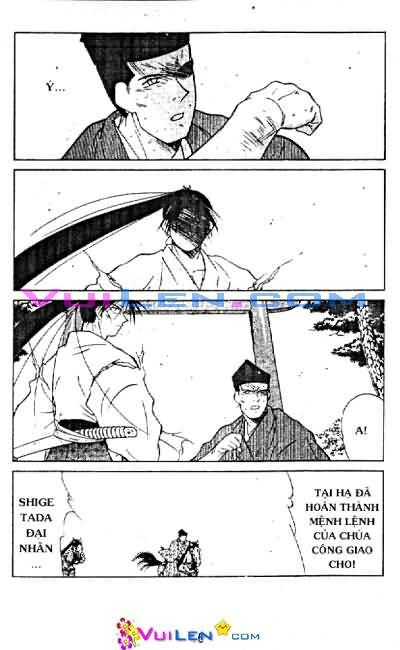 Ý...
VUILEN.COM
A!
TẠI HẠ ĐÃ
HOÀN THÀNH
MỆNH LỆNH
CỦA CHÚA
CÔNG GIAO
CHO!
SHIGE
TADA
ĐẠI
NHÂN
...
VUILEN
.COM